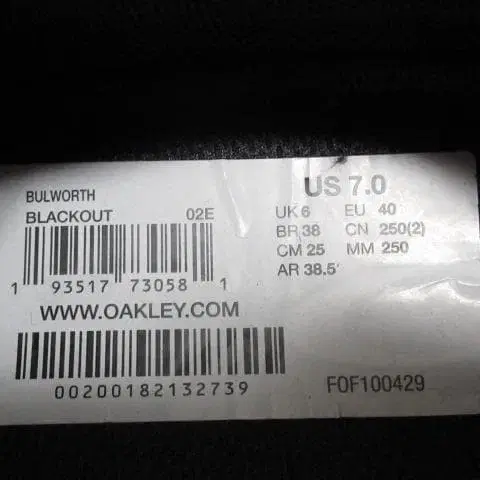 BULWORTH
BLACKOUT 02E
1 93517 73058 1
WWW.OAKLEY.COM
00200182132739
US 7.0
UK 6 EU 40
BR 38 CN 250(2)
CM 25 MM 250
AR 38.5'
FOF100429